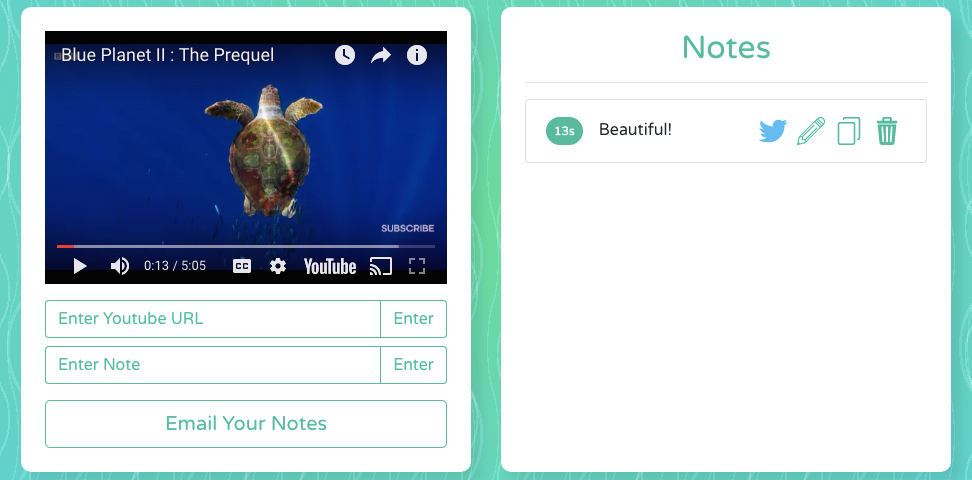 Blue Planet II : The Prequel
SUBSCRIBE
0:13 / 5:05
CC
YouTube
Enter Youtube URL
Enter
Enter Note
Enter
Email Your Notes
Notes
13s
Beautiful!